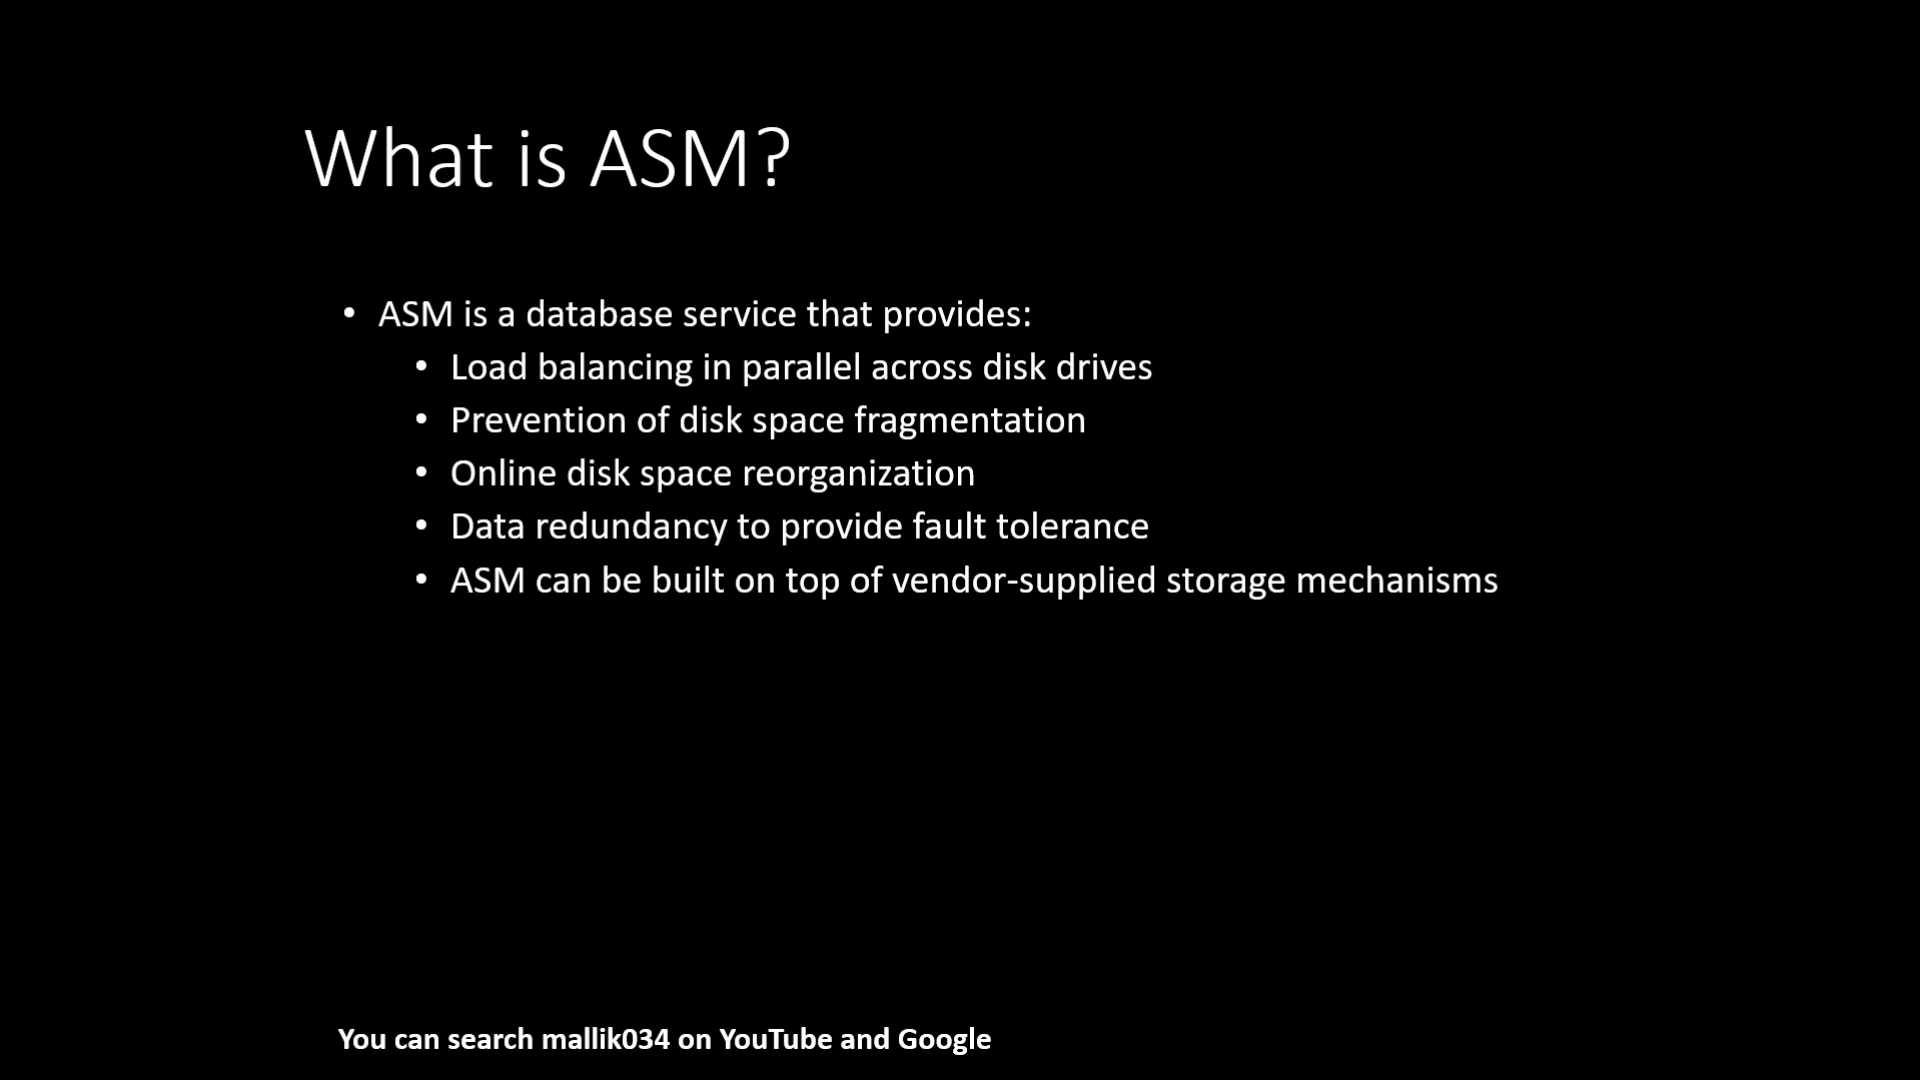 What is ASM?
• ASM is a database service that provides:
• Load balancing in parallel across disk drives
• Prevention of disk space fragmentation
• Online disk space reorganization
• Data redundancy to provide fault tolerance
• ASM can be built on top of vendor-supplied storage mechanisms
You can search mallik034 on YouTube and Google